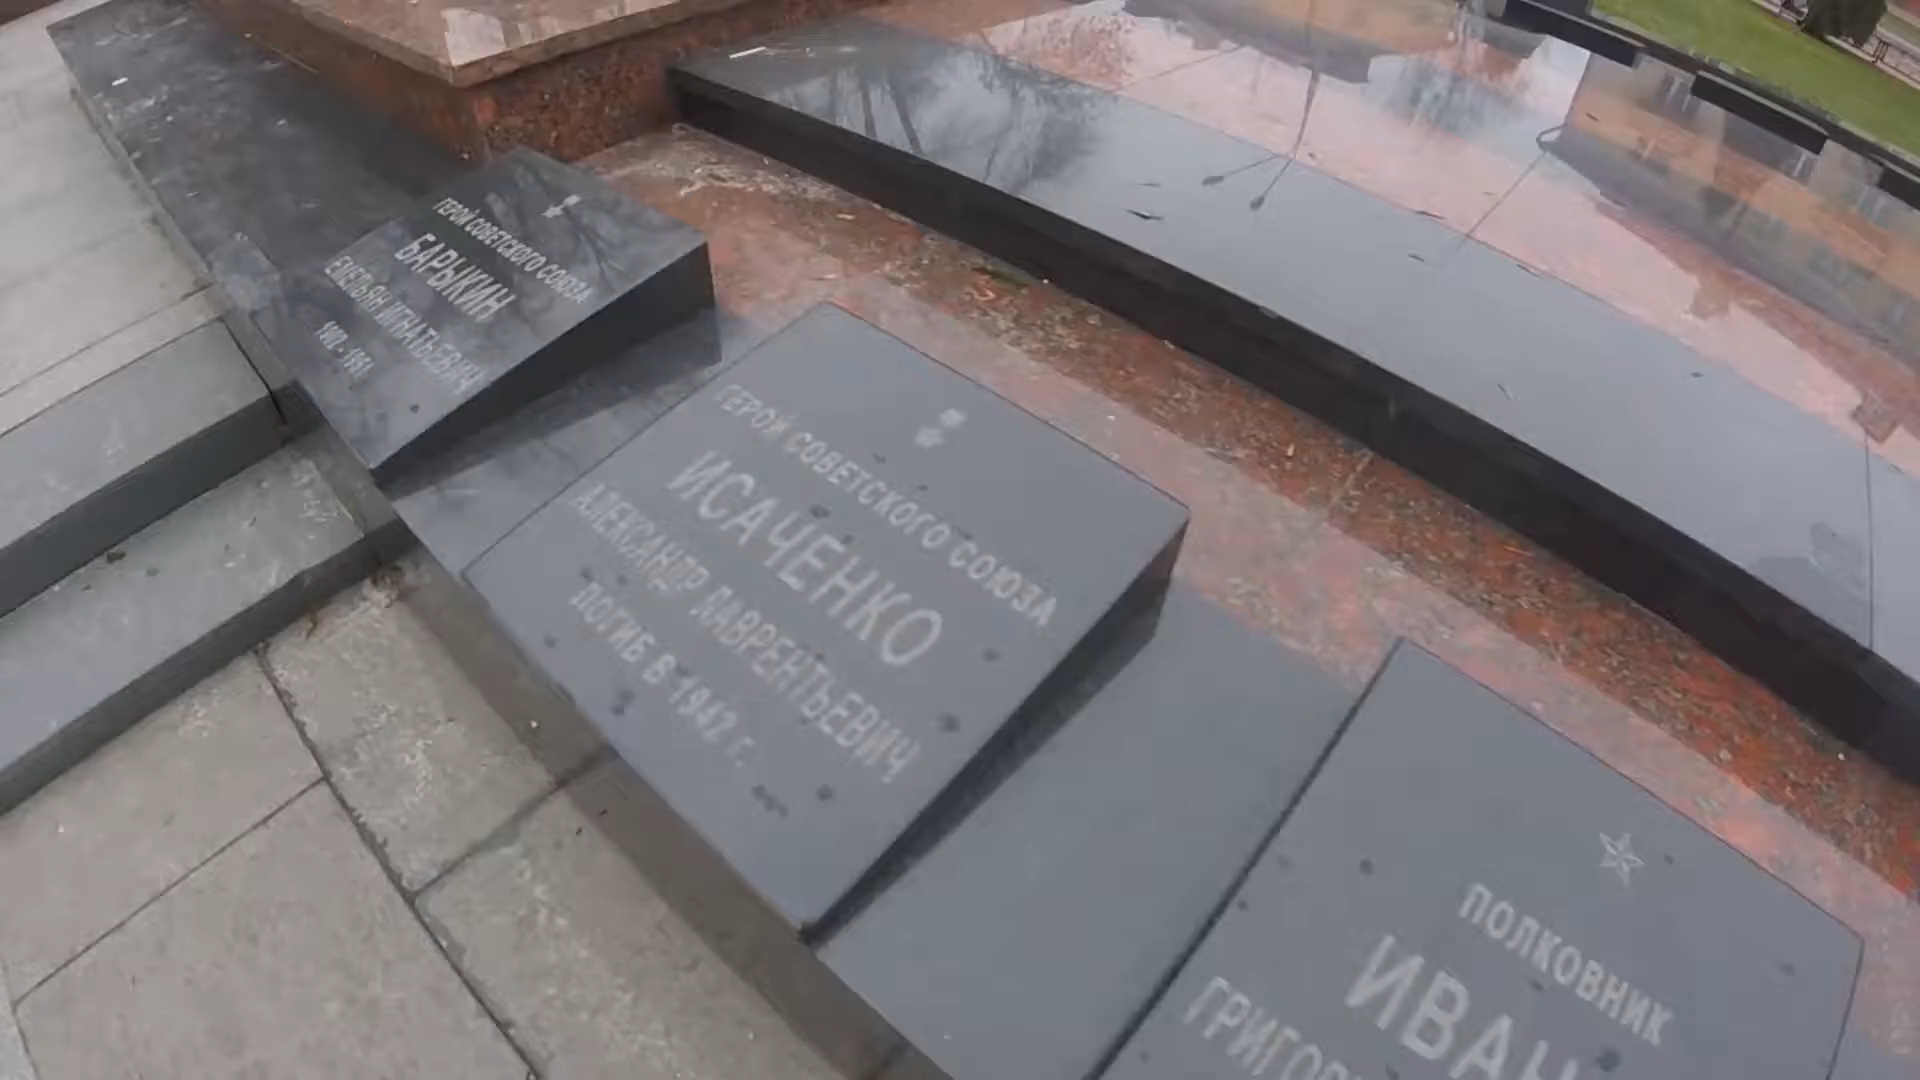 ГЕРОЙ СОВЕТСКОГО СОЮЗА
БАРЫКИН
ЕМЕЛЬЯН ИГНАТЬЕВИЧ
ГЕРОЙ СОВЕТСКОГО СОЮЗА
ИСАЧЕНКО
АЛЕКСАНДР ЛАВРЕНТЬЕВИЧ
ПОГИБ В 1942 г.
ПОЛКОВНИК